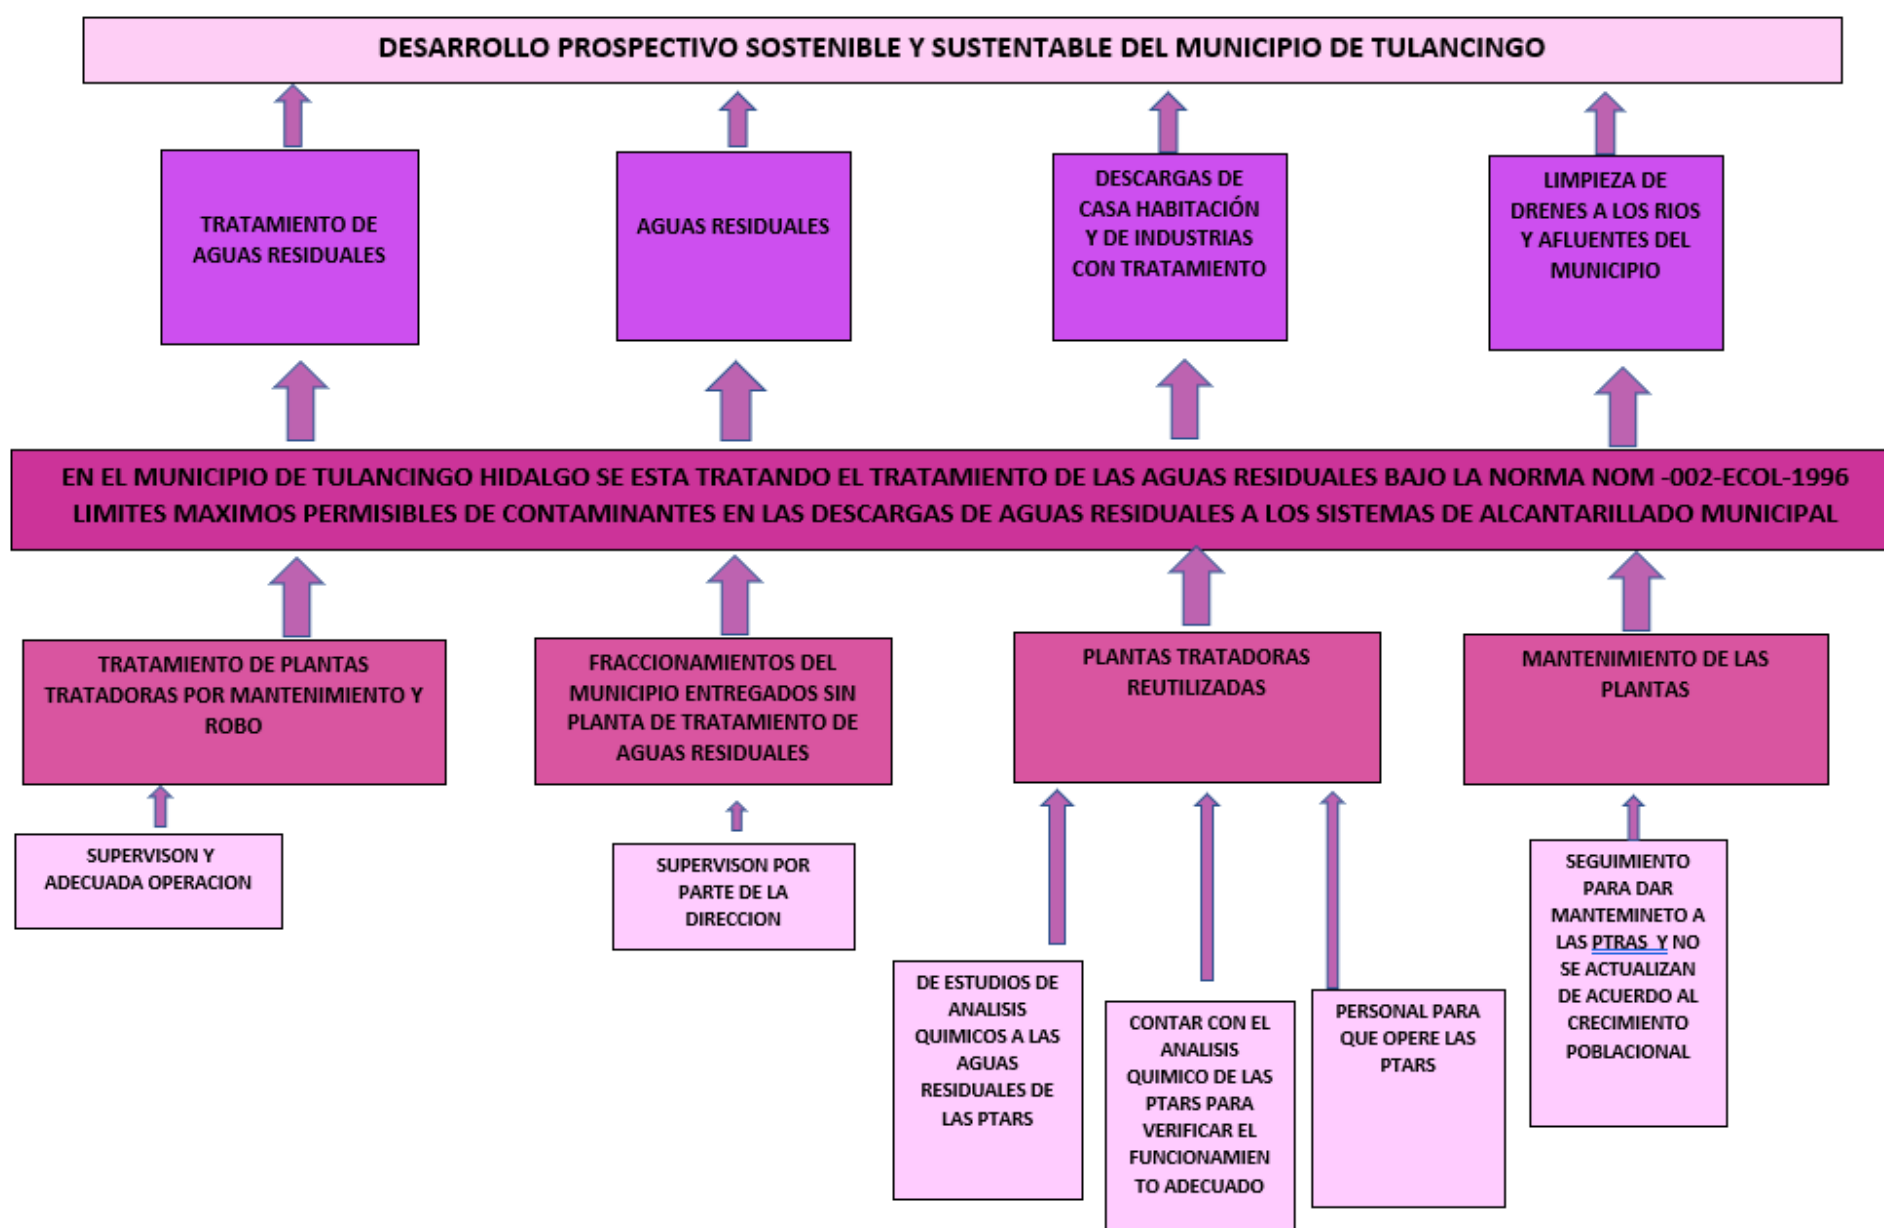 DESARROLLO PROSPECTIVO SOSTENIBLE Y SUSTENTABLE DEL MUNICIPIO DE TULANCINGO
TRATAMIENTO DE
AGUAS RESIDUALES
AGUAS RESIDUALES
DESCARGAS DE
CASA HABITACIÓN
Y DE INDUSTRIAS
CON TRATAMIENTO
LIMPIEZA DE
DRENES A LOS RIOS
Y AFLUENTES DEL
MUNICIPIO
EN EL MUNICIPIO DE TULANCINGO HIDALGO SE ESTA TRATANDO EL TRATAMIENTO DE LAS AGUAS RESIDUALES BAJO LA NORMA NOM -002-ECOL-1996
LIMITES MAXIMOS PERMISIBLES DE CONTAMINANTES EN LAS DESCARGAS DE AGUAS RESIDUALES A LOS SISTEMAS DE ALCANTARILLADO MUNICIPAL
TRATAMIENTO DE PLANTAS
TRATADORAS POR MANTENIMIENTO Y
ROBO
FRACCIONAMIENTOS DEL
MUNICIPIO ENTREGADOS SIN
PLANTA DE TRATAMIENTO DE
AGUAS RESIDUALES
PLANTAS TRATADORAS
REUTILIZADAS
MANTENIMIENTO DE LAS
PLANTAS
SUPERVISON Y
ADECUADA OPERACION
SUPERVISON POR
PARTE DE LA
DIRECCION
DE ESTUDIOS DE
ANALISIS
QUIMICOS A LAS
AGUAS
RESIDUALES DE
LAS PTARS
CONTAR CON EL
ANALISIS
QUIMICO DE LAS
PTARS PARA
VERIFICAR EL
FUNCIONAMIEN
TO ADECUADO
PERSONAL PARA
QUE OPERE LAS
PTARS
SEGUIMIENTO
PARA DAR
MANTEMINETO A
LAS PTRAS Y NO
SE ACTUALIZAN
DE ACUERDO AL
CRECIMIENTO
POBLACIONAL